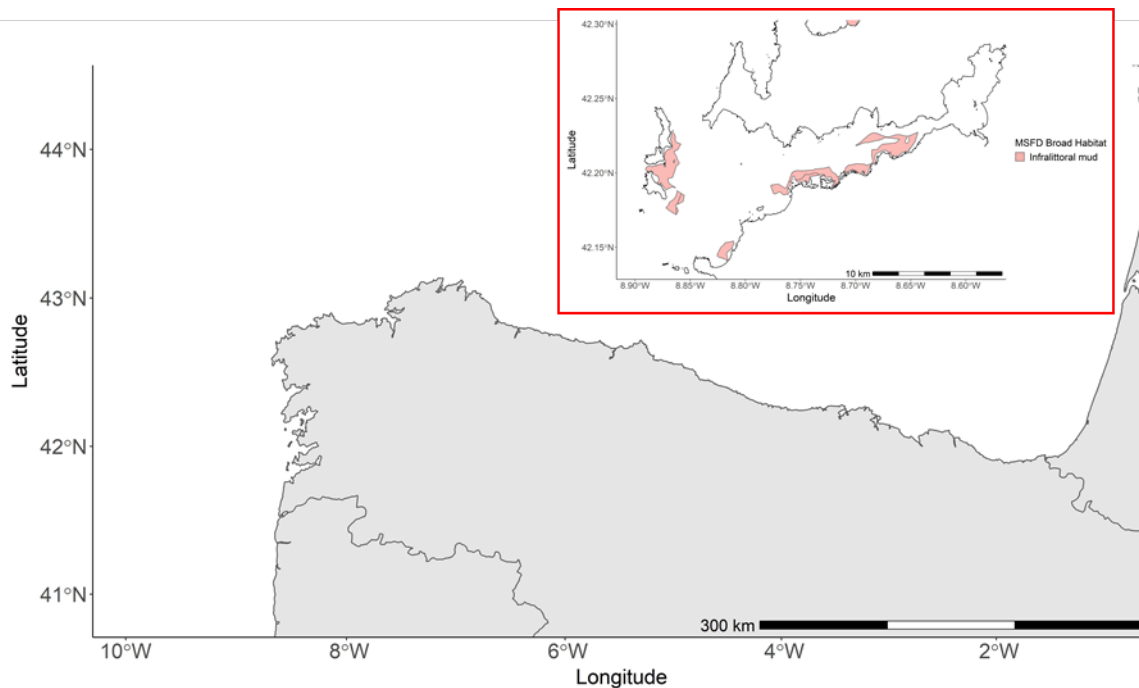 42.30°N
42.25°N
42.20°N
42.15°N
Latitude
8.90°W 8.85°W 8.80°W 8.75°W 8.70°W 8.65°W 8.60°W
Longitude
10 km
MSFD Broad Habitat
Infralittoral mud
44°N
43°N
42°N
41°N
Latitude
300 km
10°W 8°W 6°W 4°W 2°W
Longitude